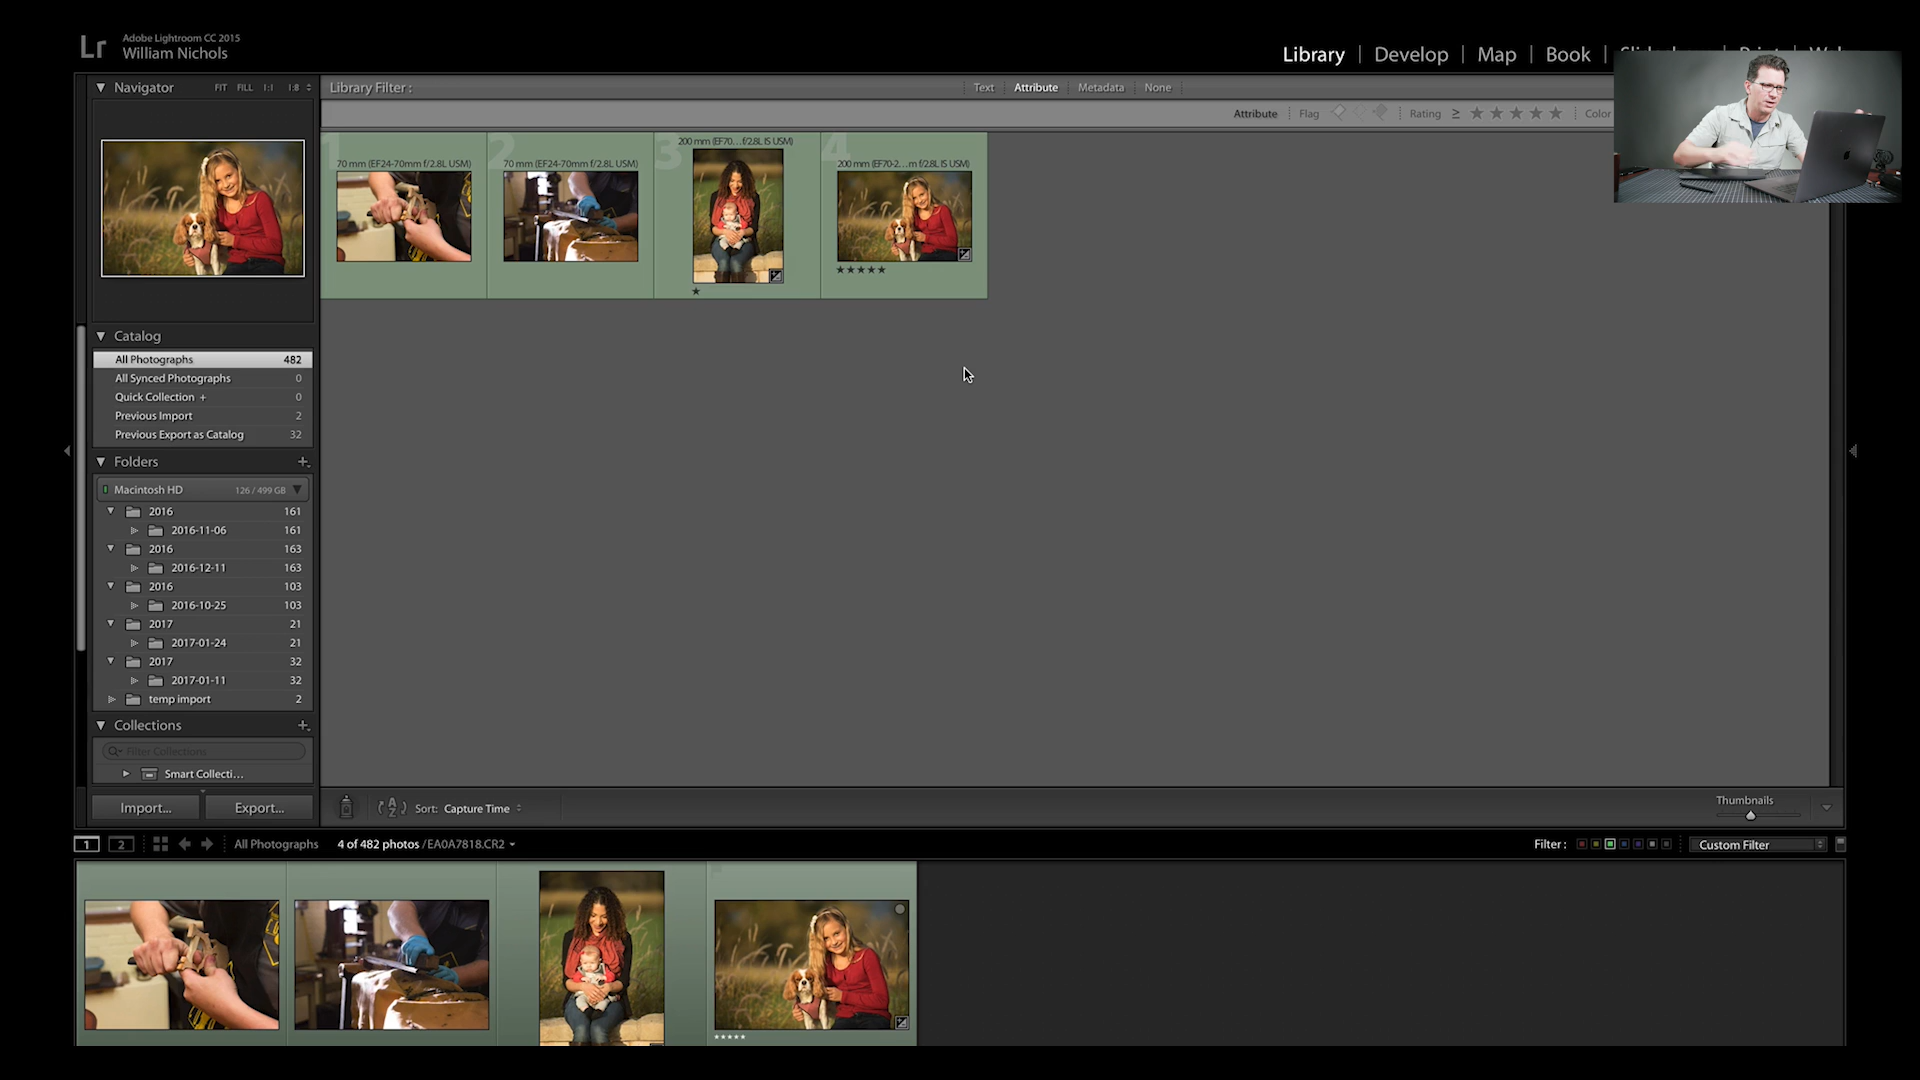 Lr
Adobe Lightroom CC 2015
William Nichols
Library | Develop | Map | Book |
Navigator FIT FILL 1:1 1:8
Library Filter :
Text Attribute Metadata None
Attribute Flag Rating ≥ ★★★★★ Color
1 2 3 4
70 mm (EF24-70mm f/2.8L USM)
70 mm (EF24-70mm f/2.8L USM)
200 mm (EF70...f/2.8L IS USM)
200 mm (EF70-2...m f/2.8L IS USM)
★
★★★★★
Catalog
All Photographs 482
All Synced Photographs 0
Quick Collection + 0
Previous Import 2
Previous Export as Catalog 32
Folders +
Macintosh HD 126 / 499 GB
2016 161
2016-11-06 161
2016 163
2016-12-11 163
2016 103
2016-10-25 103
2017 21
2017-01-24 21
2017 32
2017-01-11 32
temp import 2
Collections +
Filter Collections
Smart Collecti...
Import... Export...
Sort: Capture Time
Thumbnails
1 2 All Photographs 4 of 482 photos /EA0A7818.CR2
Filter : Custom Filter
★★★★★